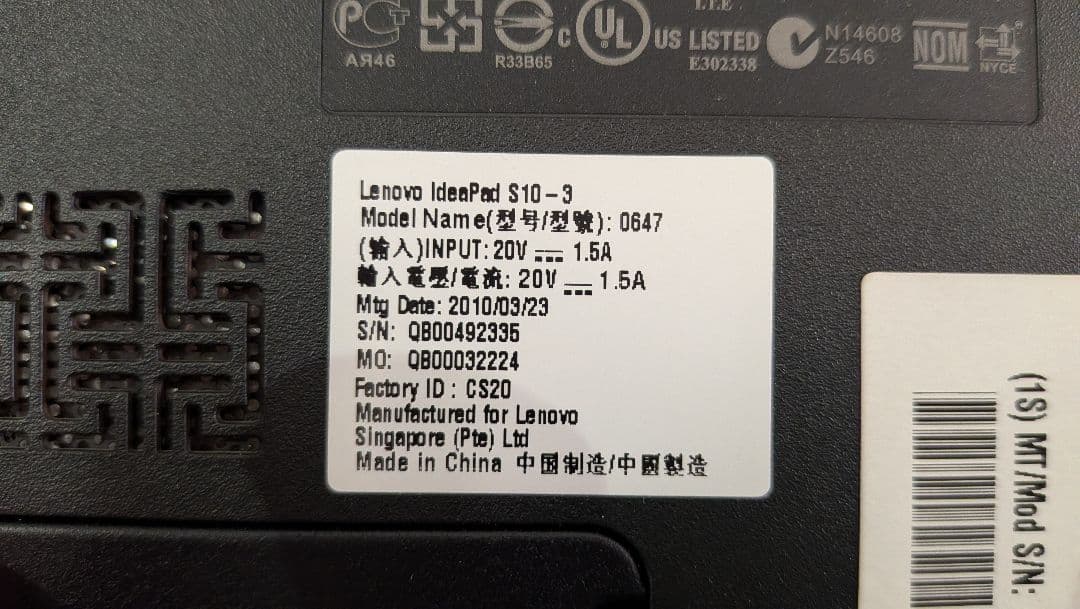 I.T.E
PCT
AЯ46
R33B65
C UL US LISTED
E302338
N14608
Z546
NOM
NYCE
Lenovo IdeaPad S10-3
Model Name(型号/型號): 0647
(输入)INPUT: 20V ⎓ 1.5A
輸入電壓/電流: 20V ⎓ 1.5A
Mfg Date: 2010/03/23
S/N: QB00492335
MO: QB00032224
Factory ID : CS20
Manufactured for Lenovo
Singapore (Pte) Ltd
Made in China 中国制造/中國製造
(1S) MT/Mod S/N: